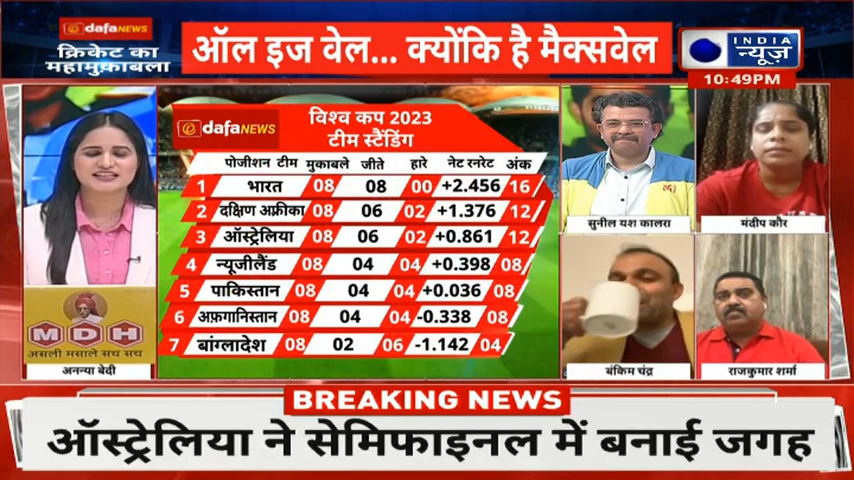 dafaNEWS
क्रिकेट का
महामुक़ाबला
ऑल इज वेल... क्योंकि है मैक्सवेल
INDIA
न्यूज़
10:49PM
dafaNEWS
विश्व कप 2023
टीम स्टैंडिंग
पोजीशन टीम मुकाबले जीते हारे नेट रनरेट अंक
1 भारत 08 08 00 +2.456 16
2 दक्षिण अफ्रीका 08 06 02 +1.376 12
3 ऑस्ट्रेलिया 08 06 02 +0.861 12
4 न्यूजीलैंड 08 04 04 +0.398 08
5 पाकिस्तान 08 04 04 +0.036 08
6 अफ़गानिस्तान 08 04 04 -0.338 08
7 बांग्लादेश 08 02 06 -1.142 04
MDH
असली मसाले सच सच
अनन्या बेदी
सुनील यश कालरा
मंदीप कौर
बंकिम चंद्र
राजकुमार शर्मा
BREAKING NEWS
ऑस्ट्रेलिया ने सेमिफाइनल में बनाई जगह